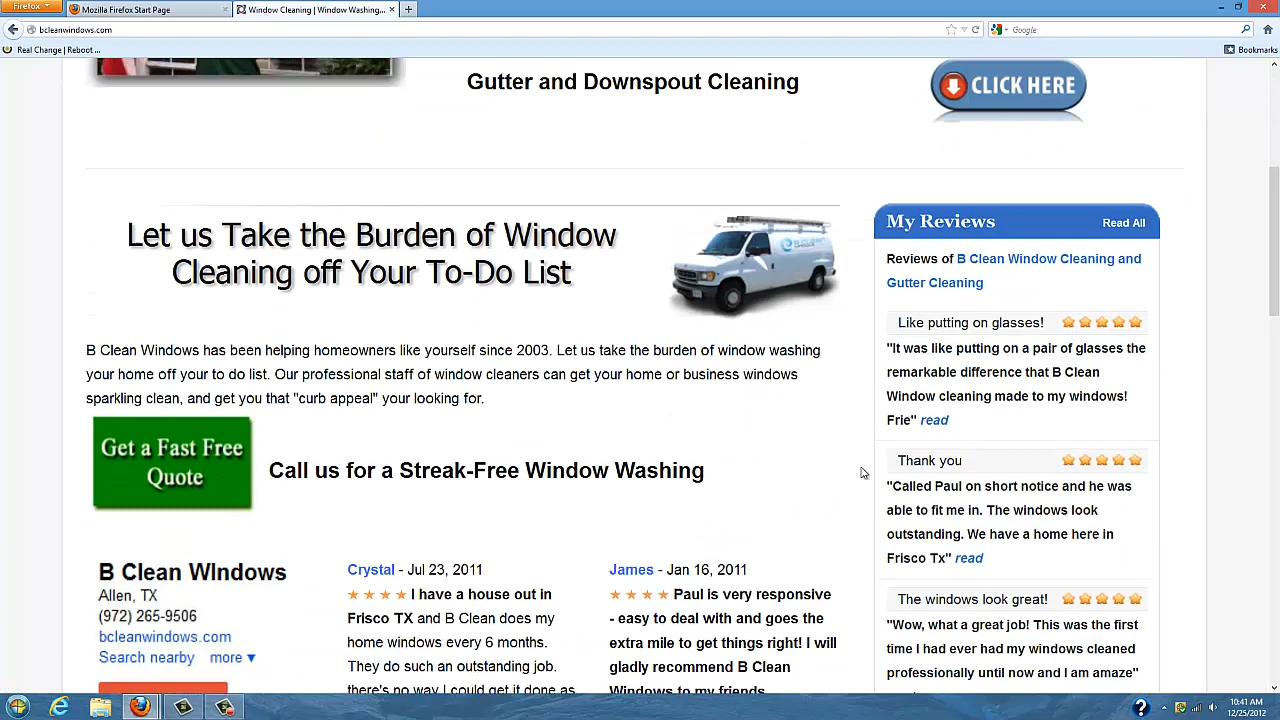 Firefox
Mozilla Firefox Start Page
Window Cleaning | Window Washing...
bcleanwindows.com
Google
Real Change | Reboot ...
Bookmarks
Gutter and Downspout Cleaning
CLICK HERE
Let us Take the Burden of Window
Cleaning off Your To-Do List
B Clean Windows has been helping homeowners like yourself since 2003. Let us take the burden of window washing
your home off your to do list. Our professional staff of window cleaners can get your home or business windows
sparkling clean, and get you that "curb appeal" your looking for.
Get a Fast Free
Quote
Call us for a Streak-Free Window Washing
B Clean WIndows
Allen, TX
(972) 265-9506
bcleanwindows.com
Search nearby more ▼
Crystal - Jul 23, 2011
I have a house out in
Frisco TX and B Clean does my
home windows every 6 months.
They do such an outstanding job.
there's no way I could get it done as
James - Jan 16, 2011
Paul is very responsive
- easy to deal with and goes the
extra mile to get things right! I will
gladly recommend B Clean
Windows to my friends.
My Reviews
Read All
Reviews of B Clean Window Cleaning and
Gutter Cleaning
Like putting on glasses!
"It was like putting on a pair of glasses the
remarkable difference that B Clean
Window cleaning made to my windows!
Frie" read
Thank you
"Called Paul on short notice and he was
able to fit me in. The windows look
outstanding. We have a home here in
Frisco Tx" read
The windows look great!
"Wow, what a great job! This was the first
time I had ever had my windows cleaned
professionally until now and I am amaze"
10:41 AM
12/25/2012